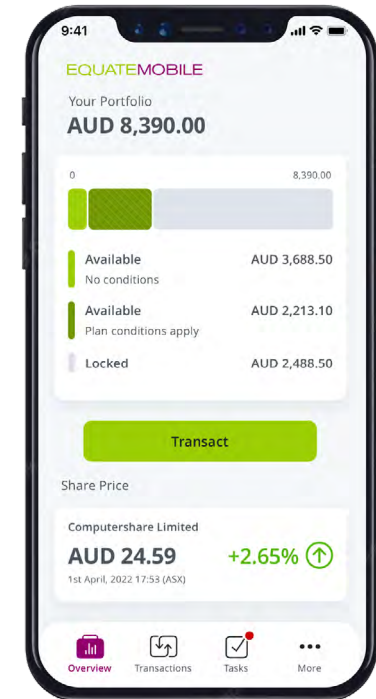 9:41
EQUATEMOBILE
Your Portfolio
AUD 8,390.00
0 8,390.00
Available AUD 3,688.50
No conditions
Available AUD 2,213.10
Plan conditions apply
Locked AUD 2,488.50
Transact
Share Price
Computershare Limited
AUD 24.59 +2.65%
1st April, 2022 17:53 (ASX)
Overview Transactions Tasks More